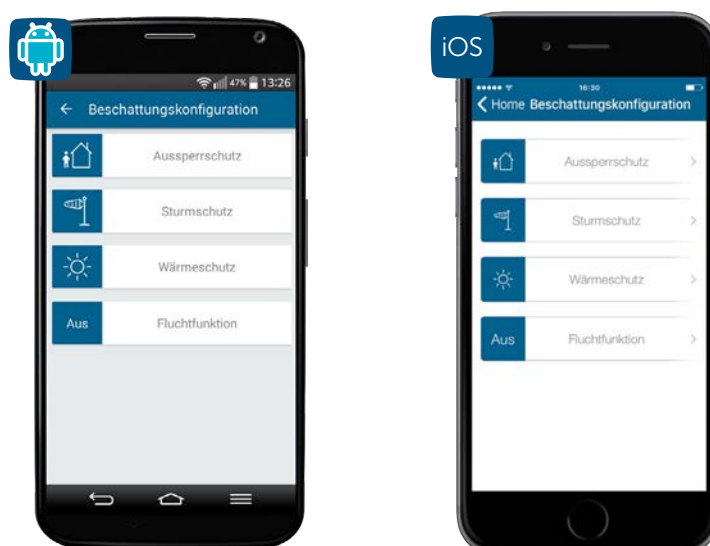 47% 13:26
Beschattungskonfiguration
Aussperrschutz
Sturmschutz
Wärmeschutz
Aus Fluchtfunktion
iOS
16:30
Home Beschattungskonfiguration
Aussperrschutz
Sturmschutz
Wärmeschutz
Aus Fluchtfunktion